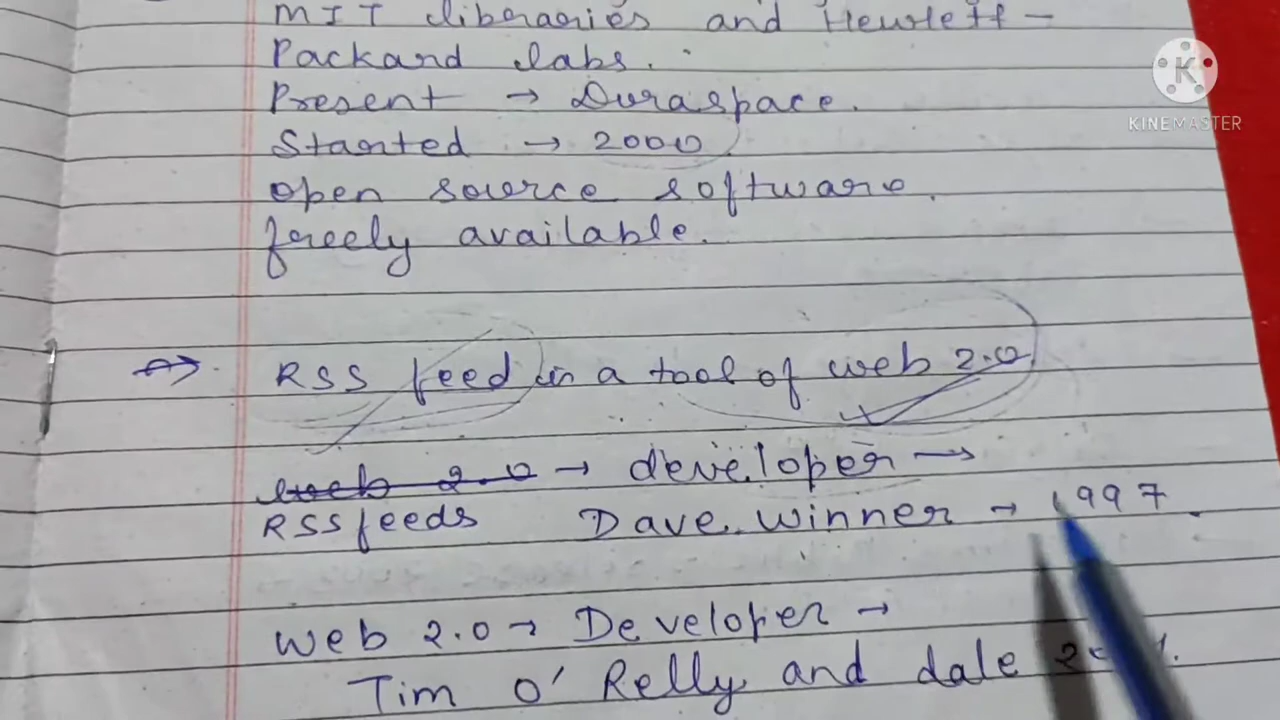 MIT libraries and Hewlett-
Packard labs.
Present → Duraspace.
Started → 2000
open source software.
freely available.
RSS feed is a tool of web 2.0
web 2.0 → developer →
RSS feeds Dave winner → 1997
Web 2.0 → Developer →
Tim O' Relly and dale
KINEMASTER